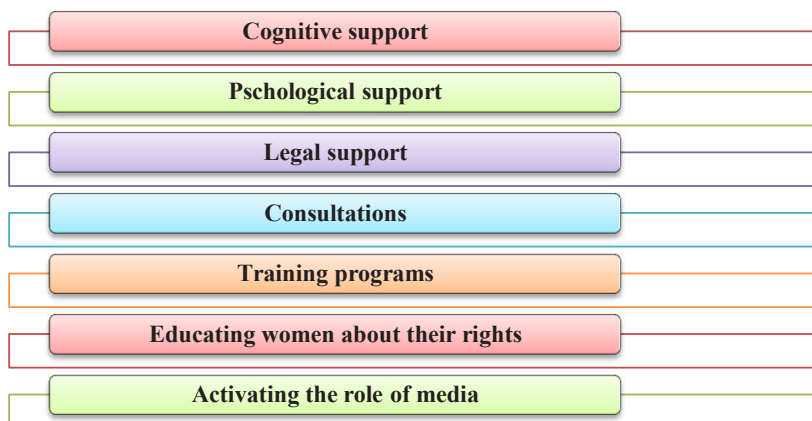 Cognitive support
Pschological support
Legal support
Consultations
Training programs
Educating women about their rights
Activating the role of media